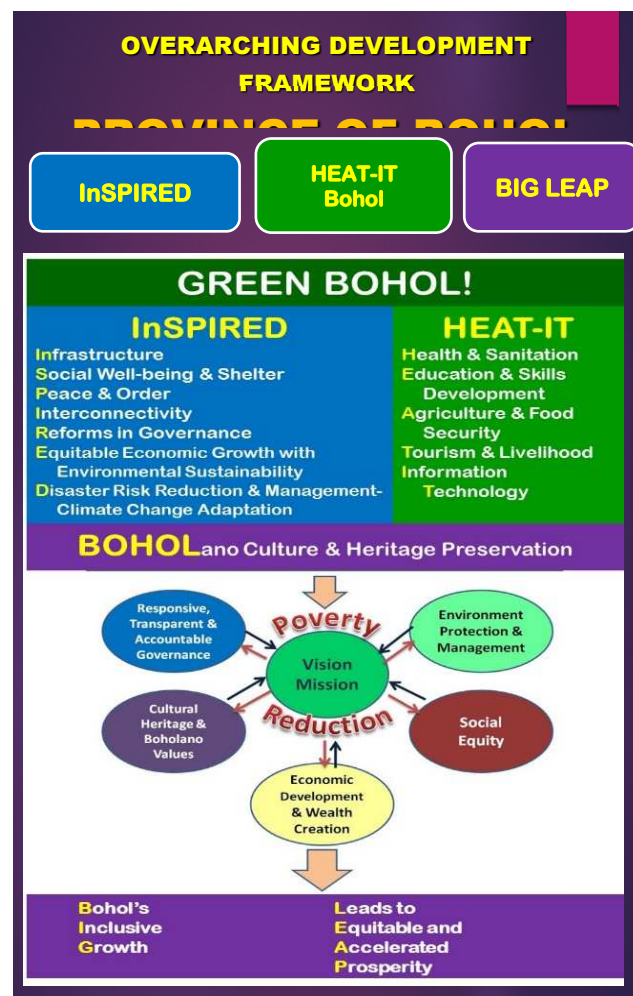 OVERARCHING DEVELOPMENT
FRAMEWORK
PROVINCE OF BOHOL
InSPIRED
HEAT-IT
Bohol
BIG LEAP
GREEN BOHOL!
InSPIRED
Infrastructure
Social Well-being & Shelter
Peace & Order
Interconnectivity
Reforms in Governance
Equitable Economic Growth with
Environmental Sustainability
Disaster Risk Reduction & Management-
Climate Change Adaptation
HEAT-IT
Health & Sanitation
Education & Skills
Development
Agriculture & Food
Security
Tourism & Livelihood
Information
Technology
BOHOLano Culture & Heritage Preservation
Responsive,
Transparent &
Accountable
Governance
Poverty
Environment
Protection &
Management
Vision
Mission
Cultural
Heritage &
Boholano
Values
Reduction
Social
Equity
Economic
Development
& Wealth
Creation
Bohol's
Inclusive
Growth
Leads to
Equitable and
Accelerated
Prosperity